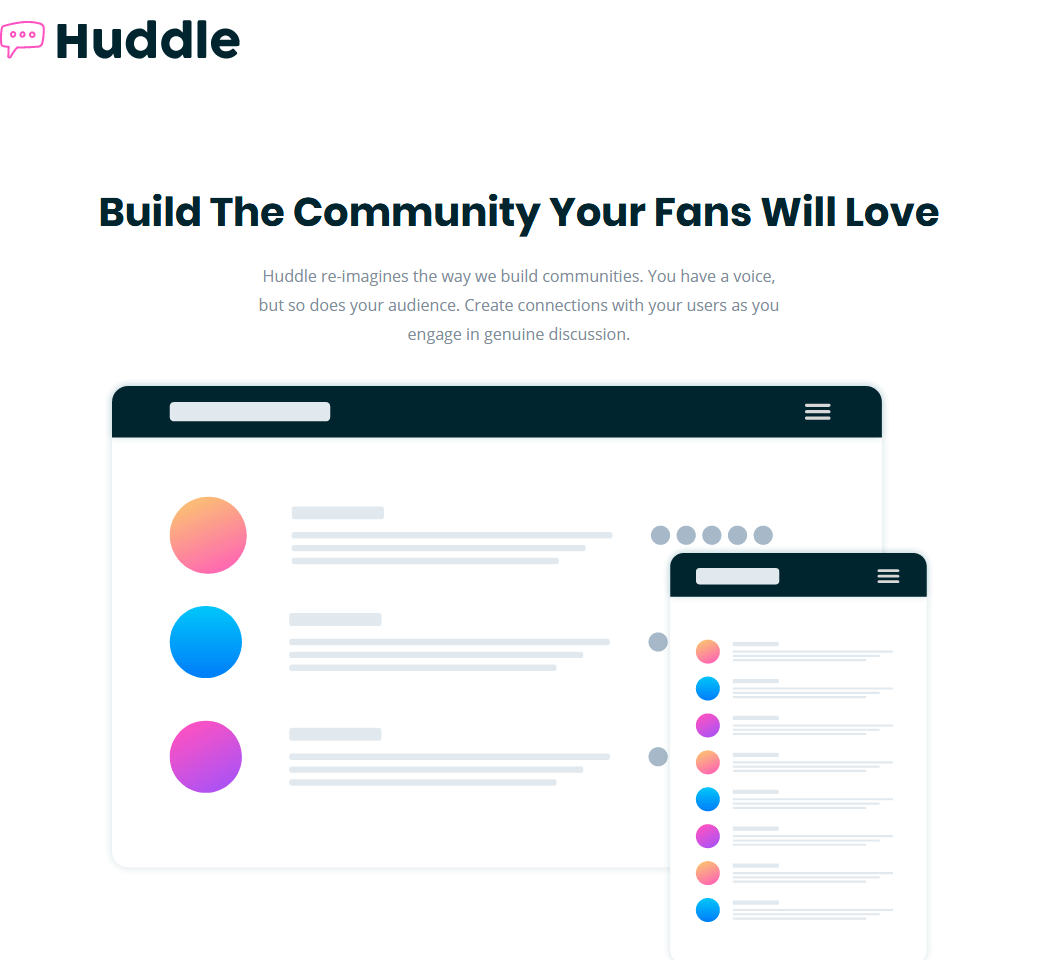 Huddle
Build The Community Your Fans Will Love
Huddle re-imagines the way we build communities. You have a voice,
but so does your audience. Create connections with your users as you
engage in genuine discussion.